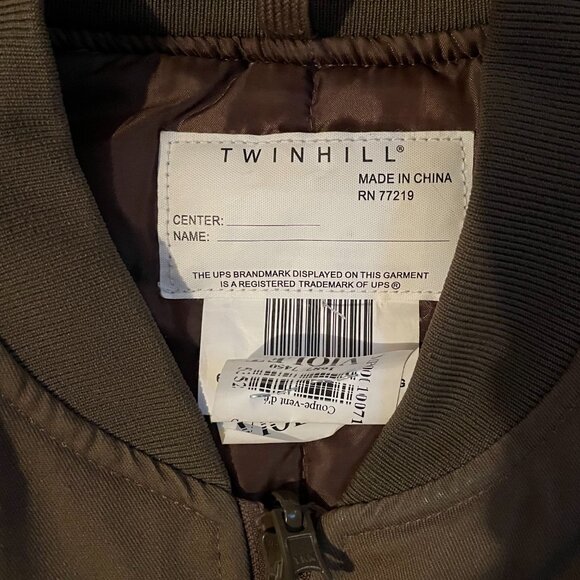 TWINHILL®
MADE IN CHINA
RN 77219
CENTER:
NAME:
THE UPS BRANDMARK DISPLAYED ON THIS GARMENT
IS A REGISTERED TRADEMARK OF UPS®
Coupe-vent d'é